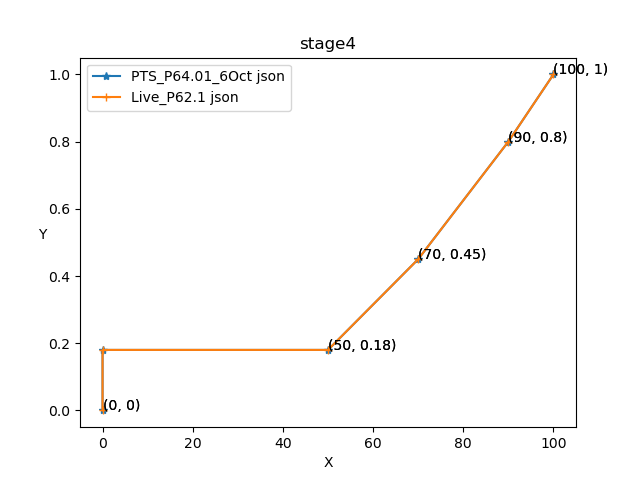 stage4
PTS_P64.01_6Oct json
Live_P62.1 json
(100, 1)
(90, 0.8)
(70, 0.45)
(50, 0.18)
(0, 0)
1.0
0.8
0.6
0.4
0.2
0.0
Y
0 20 40 60 80 100
X